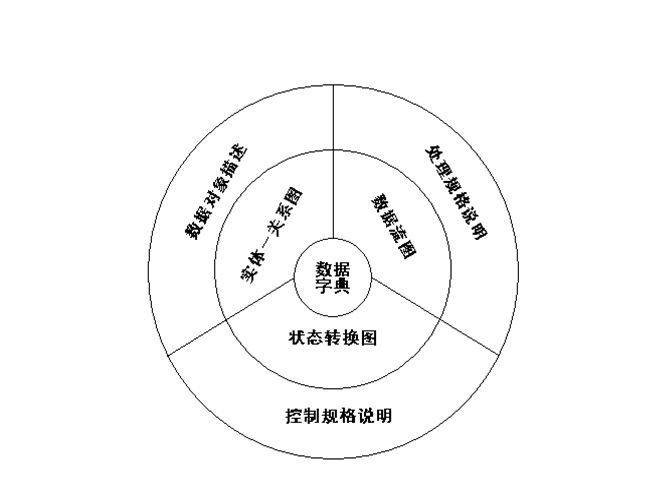 数据对象描述
处理规格说明
实体—关系图
数据流图
数据
字典
状态转换图
控制规格说明